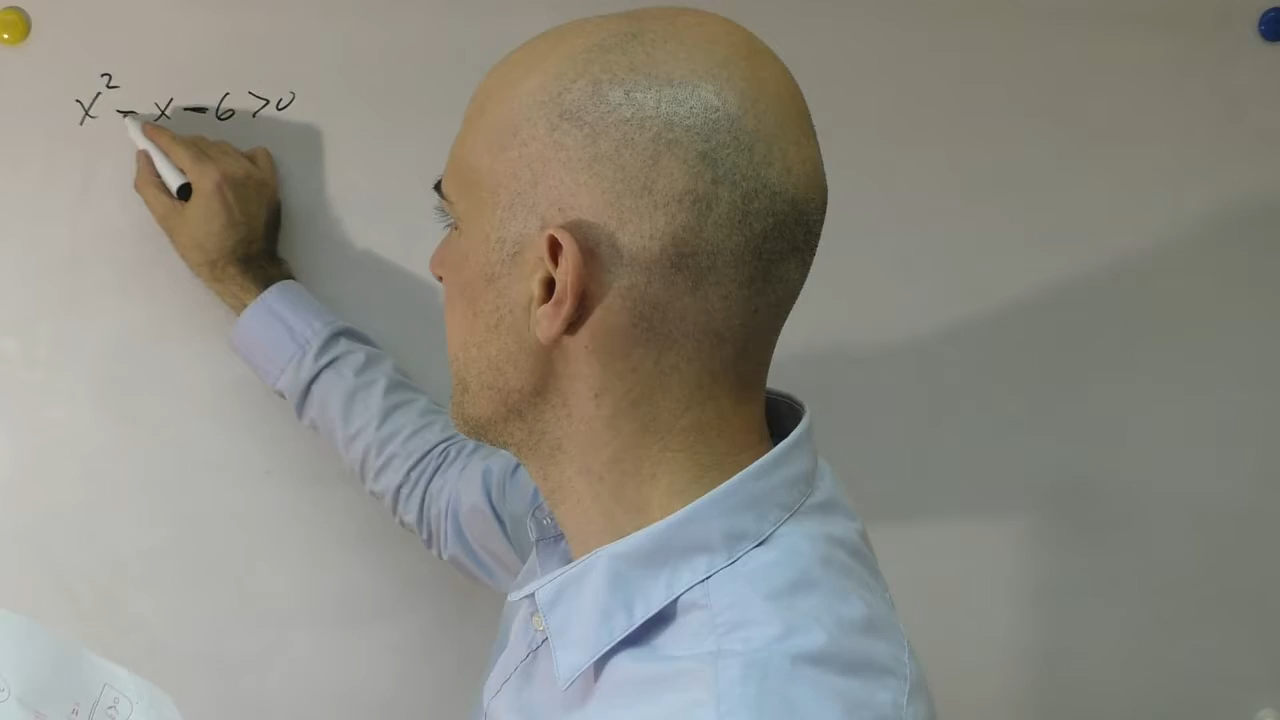 x² - x - 6 > 0